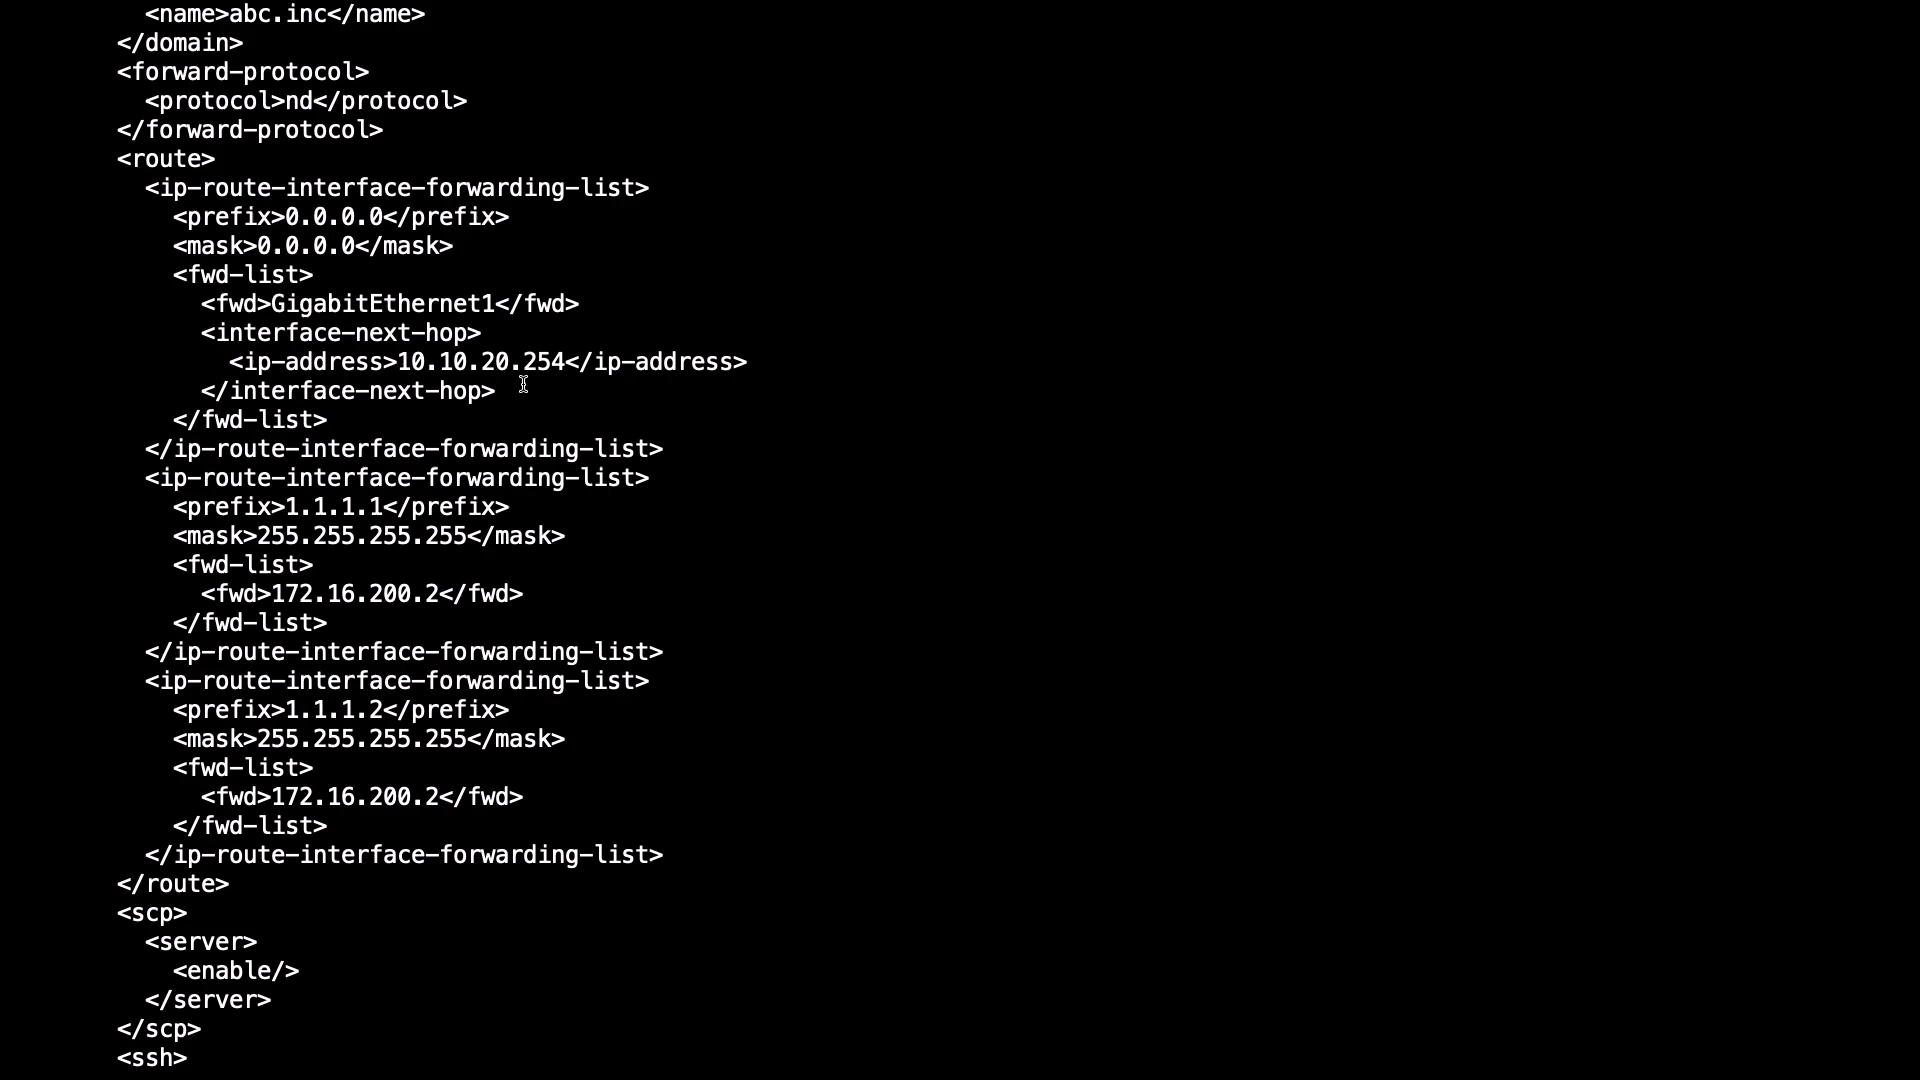 <name>abc.inc</name>
</domain>
<forward-protocol>
<protocol>nd</protocol>
</forward-protocol>
<route>
<ip-route-interface-forwarding-list>
<prefix>0.0.0.0</prefix>
<mask>0.0.0.0</mask>
<fwd-list>
<fwd>GigabitEthernet1</fwd>
<interface-next-hop>
<ip-address>10.10.20.254</ip-address>
</interface-next-hop>
</fwd-list>
</ip-route-interface-forwarding-list>
<ip-route-interface-forwarding-list>
<prefix>1.1.1.1</prefix>
<mask>255.255.255.255</mask>
<fwd-list>
<fwd>172.16.200.2</fwd>
</fwd-list>
</ip-route-interface-forwarding-list>
<ip-route-interface-forwarding-list>
<prefix>1.1.1.2</prefix>
<mask>255.255.255.255</mask>
<fwd-list>
<fwd>172.16.200.2</fwd>
</fwd-list>
</ip-route-interface-forwarding-list>
</route>
<scp>
<server>
<enable/>
</server>
</scp>
<ssh>